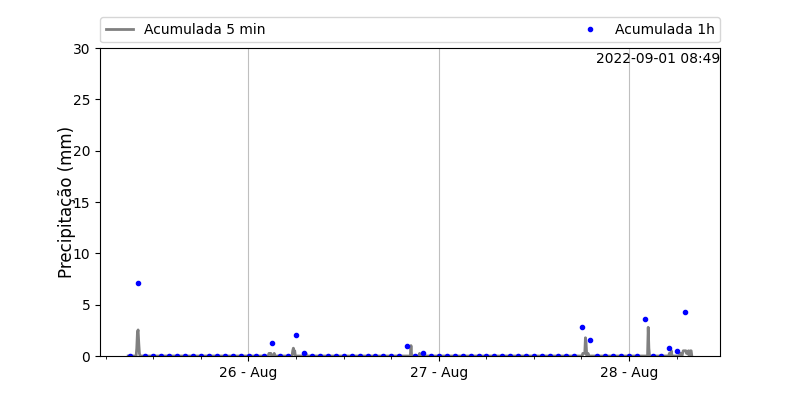 Acumulada 5 min
Acumulada 1h
2022-09-01 08:49
Precipitação (mm)
30
25
20
15
10
5
0
26 - Aug
27 - Aug
28 - Aug